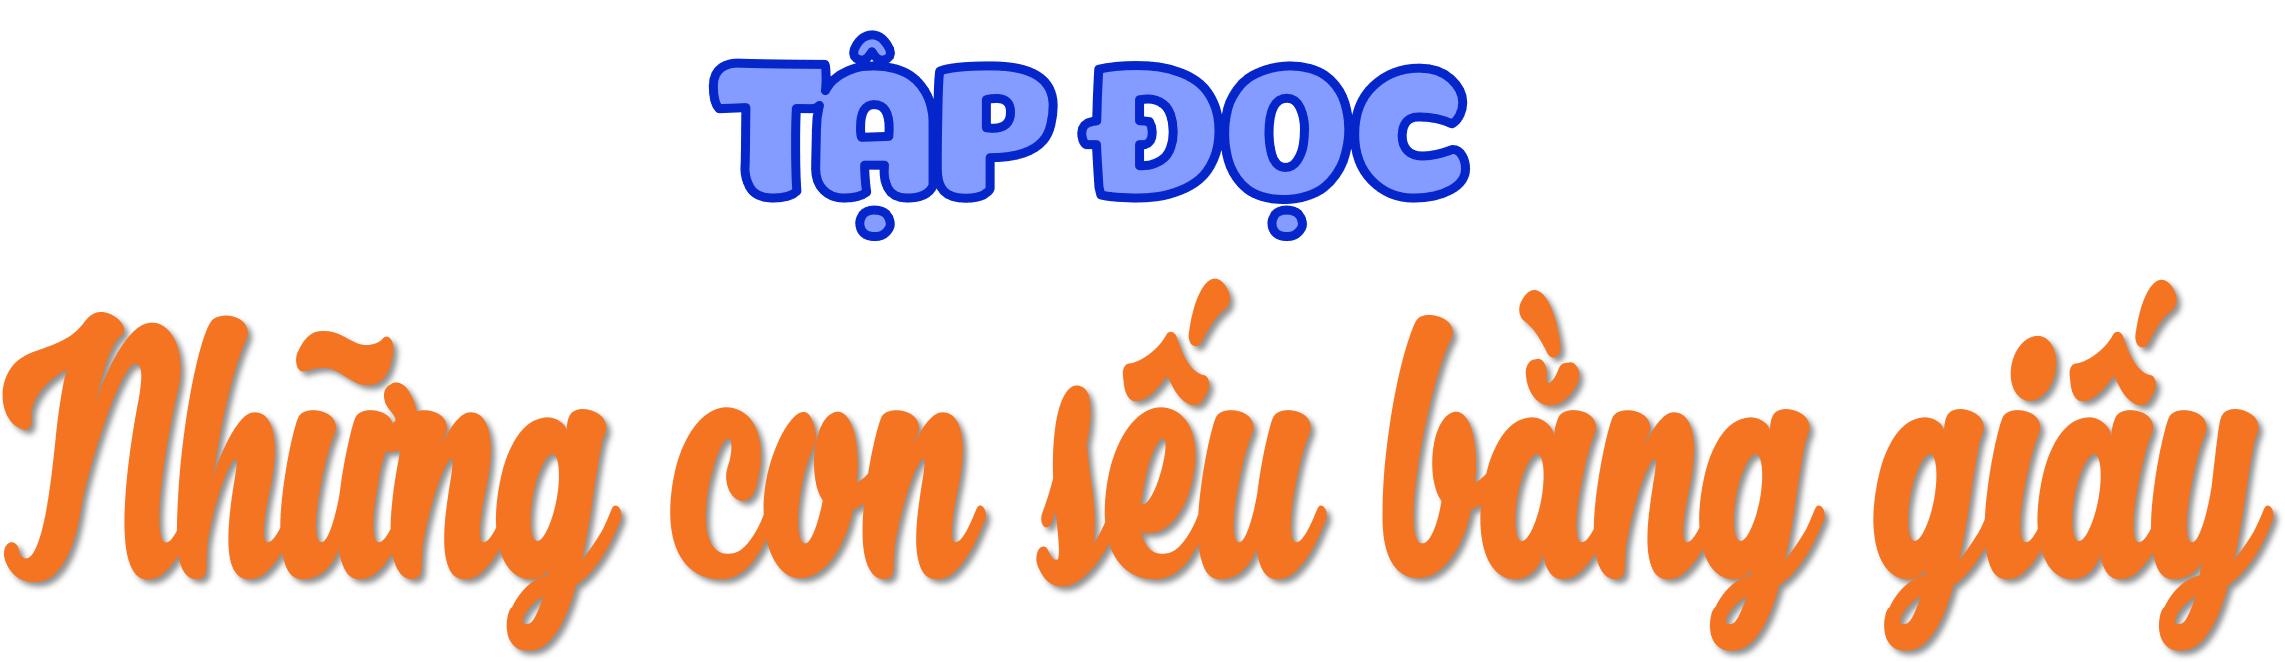 TẬP ĐỌC
Những con sếu bằng giấy